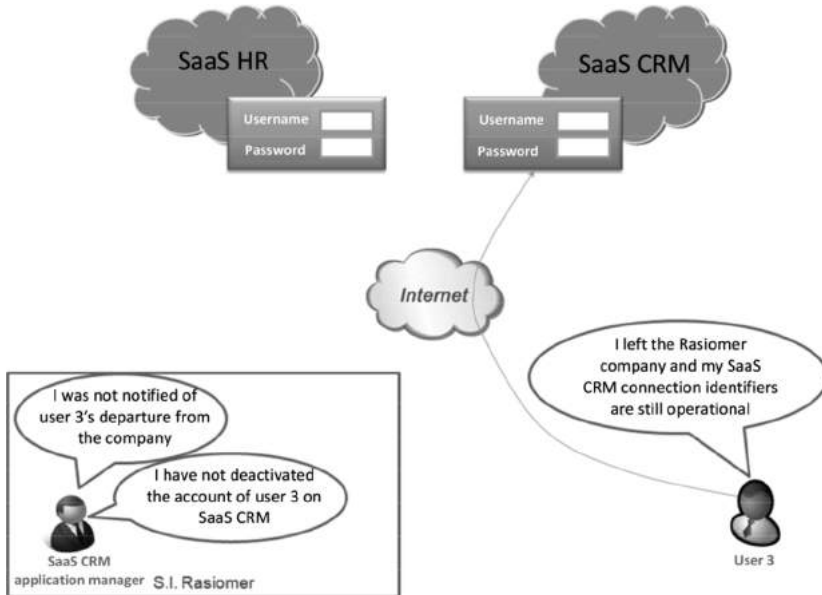 SaaS HR
Username
Password
SaaS CRM
Username
Password
Internet
I left the Rasiomer
company and my SaaS
CRM connection identifiers
are still operational
User 3
I was not notified of
user 3's departure from
the company
I have not deactivated
the account of user 3 on
SaaS CRM
SaaS CRM
application manager
S.I. Rasiomer